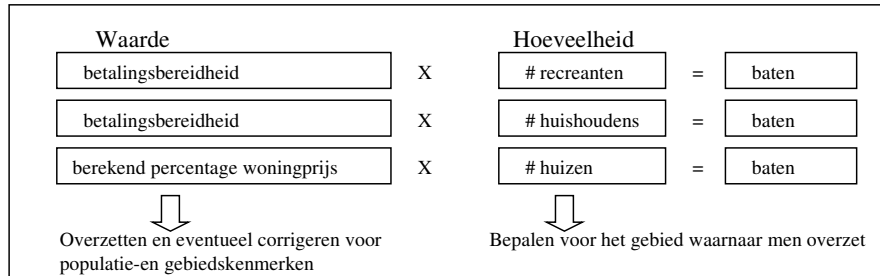 Waarde Hoeveelheid
betalingsbereidheid X # recreanten = baten
betalingsbereidheid X # huishoudens = baten
berekend percentage woningprijs X # huizen = baten
Overzetten en eventueel corrigeren voor
populatie-en gebiedskenmerken
Bepalen voor het gebied waarnaar men overzet